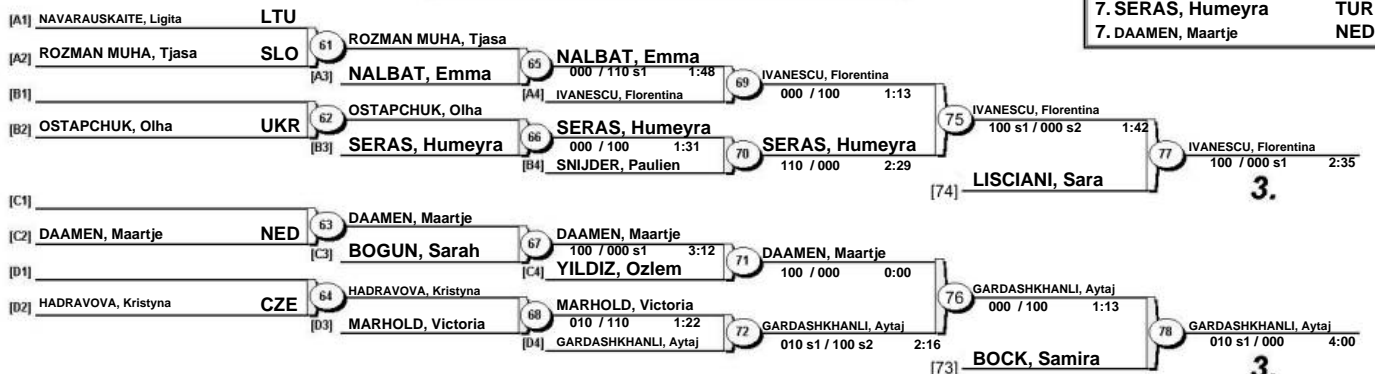 7. SERAS, Humeyra TUR
7. DAAMEN, Maartje NED
[A1] NAVARAUSKAITE, Ligita LTU
61 ROZMAN MUHA, Tjasa
[A2] ROZMAN MUHA, Tjasa SLO
[A3] NALBAT, Emma
65 NALBAT, Emma
000 / 110 s1 1:48
[A4] IVANESCU, Florentina
69 IVANESCU, Florentina
000 / 100 1:13
[B1]
62 OSTAPCHUK, Olha
[B2] OSTAPCHUK, Olha UKR
[B3] SERAS, Humeyra
66 SERAS, Humeyra
000 / 100 1:31
[B4] SNIJDER, Paulien
70 SERAS, Humeyra
110 / 000 2:29
75 IVANESCU, Florentina
100 s1 / 000 s2 1:42
[74] LISCIANI, Sara
77 IVANESCU, Florentina
100 / 000 s1 2:35
3.
[C1]
63 DAAMEN, Maartje
[C2] DAAMEN, Maartje NED
[C3] BOGUN, Sarah
67 DAAMEN, Maartje
100 / 000 s1 3:12
[C4] YILDIZ, Ozlem
71 DAAMEN, Maartje
100 / 000 0:00
[D1]
64 HADRAVOVA, Kristyna
[D2] HADRAVOVA, Kristyna CZE
[D3] MARHOLD, Victoria
68 MARHOLD, Victoria
010 / 110 1:22
[D4] GARDASHKHANLI, Aytaj
72 GARDASHKHANLI, Aytaj
010 s1 / 100 s2 2:16
76 GARDASHKHANLI, Aytaj
000 / 100 1:13
[73] BOCK, Samira
78 GARDASHKHANLI, Aytaj
010 s1 / 000 4:00
3.